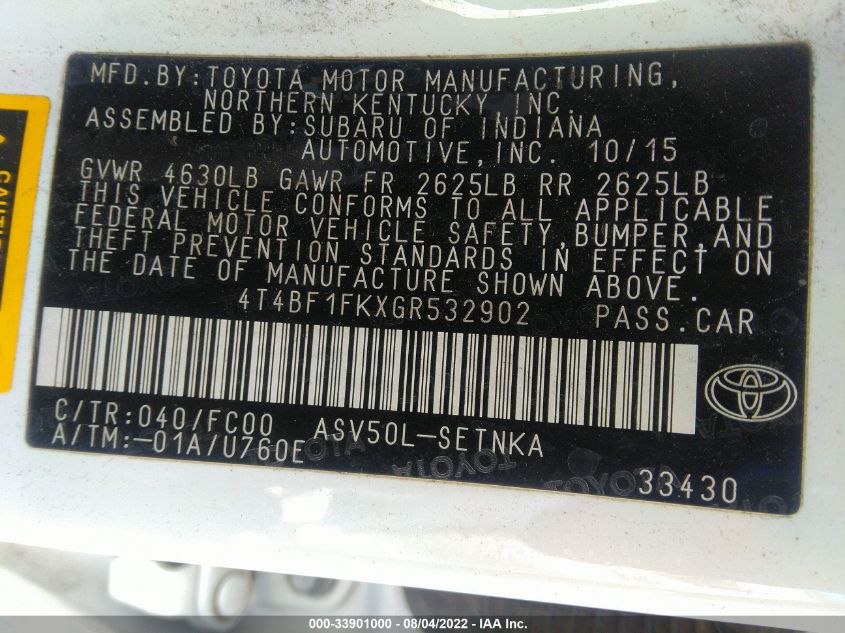 MFD.BY:TOYOTA MOTOR MANUFACTURING,
NORTHERN KENTUCKY,INC.
ASSEMBLED BY:SUBARU OF INDIANA
AUTOMOTIVE,INC. 10/15
GVWR 4630LB GAWR FR 2625LB RR 2625LB
THIS VEHICLE CONFORMS TO ALL APPLICABLE
FEDERAL MOTOR VEHICLE SAFETY,BUMPER,AND
THEFT PREVENTION STANDARDS IN EFFECT ON
THE DATE OF MANUFACTURE SHOWN ABOVE.
4T4BF1FKXGR532902 PASS.CAR
C/TR:040/FC00 ASV50L-SETNKA
A/TM:-01A/U760E
33430
000-33901000 - 08/04/2022 - IAA Inc.